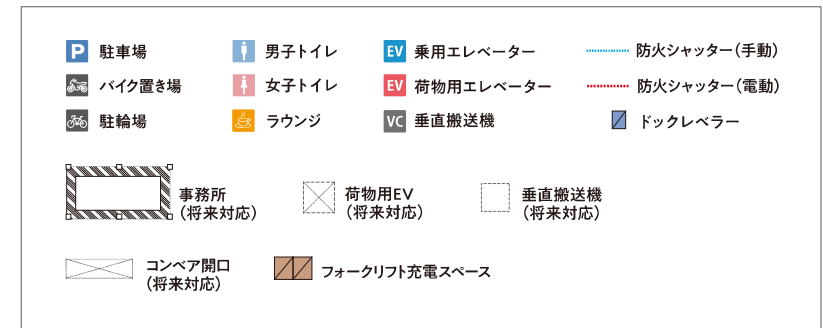 P 駐車場 男子トイレ EV 乗用エレベーター 防火シャッター(手動)
バイク置き場 女子トイレ EV 荷物用エレベーター 防火シャッター(電動)
駐輪場 ラウンジ VC 垂直搬送機 ドックレベラー
事務所
(将来対応)
荷物用EV
(将来対応)
垂直搬送機
(将来対応)
コンベア開口
(将来対応)
フォークリフト充電スペース